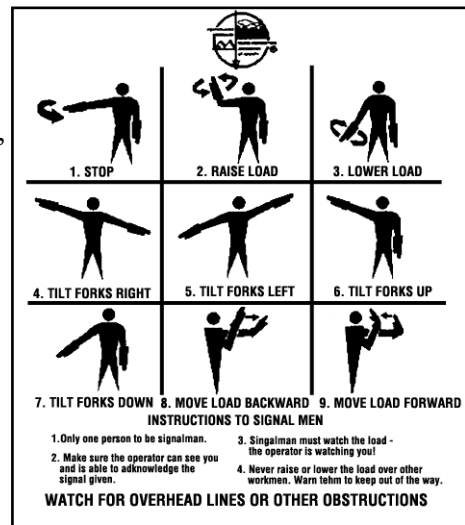 1. STOP
2. RAISE LOAD
3. LOWER LOAD
4. TILT FORKS RIGHT
5. TILT FORKS LEFT
6. TILT FORKS UP
7. TILT FORKS DOWN
8. MOVE LOAD BACKWARD
9. MOVE LOAD FORWARD
INSTRUCTIONS TO SIGNAL MEN
1.Only one person to be signalman.
2. Make sure the operator can see you
and is able to adknowledge the
signal given.
3. Singalman must watch the load -
the operator is watching you!
4. Never raise or lower the load over other
workmen. Warn tehm to keep out of the way.
WATCH FOR OVERHEAD LINES OR OTHER OBSTRUCTIONS